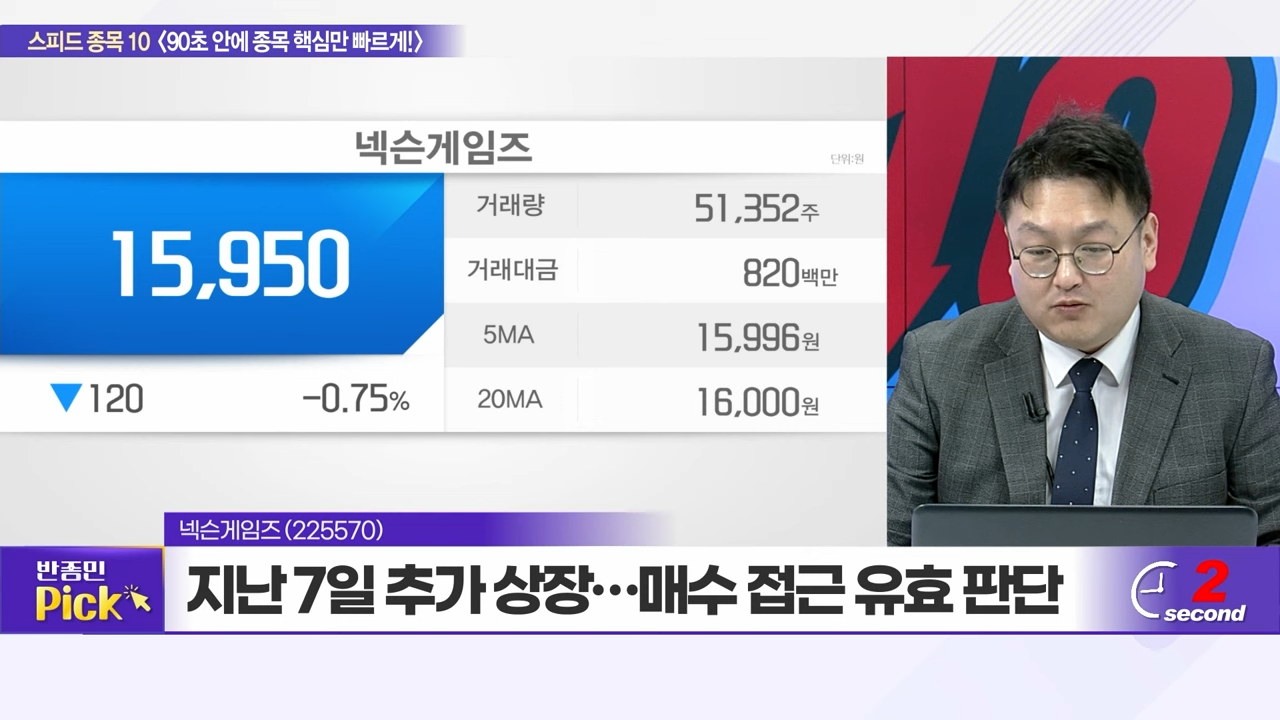 스피드 종목 10 〈90초 안에 종목 핵심만 빠르게!〉
넥슨게임즈
단위:원
15,950
▼120 -0.75%
거래량 51,352주
거래대금 820백만
5MA 15,996원
20MA 16,000원
넥슨게임즈(225570)
반종민
Pick
지난 7일 추가 상장…매수 접근 유효 판단
2
second